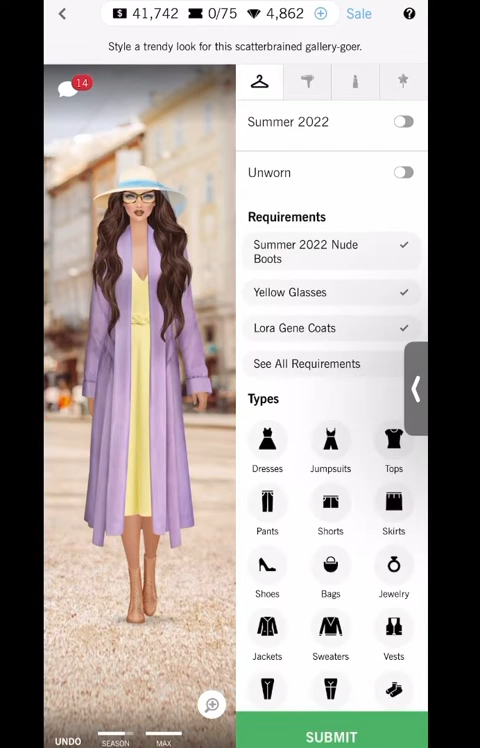 $ 41,742 0/75 4,862 Sale ?
Style a trendy look for this scatterbrained gallery-goer.
14
Summer 2022
Unworn
Requirements
Summer 2022 Nude
Boots
Yellow Glasses
Lora Gene Coats
See All Requirements
Types
Dresses Jumpsuits Tops
Pants Shorts Skirts
Shoes Bags Jewelry
Jackets Sweaters Vests
UNDO SEASON MAX SUBMIT